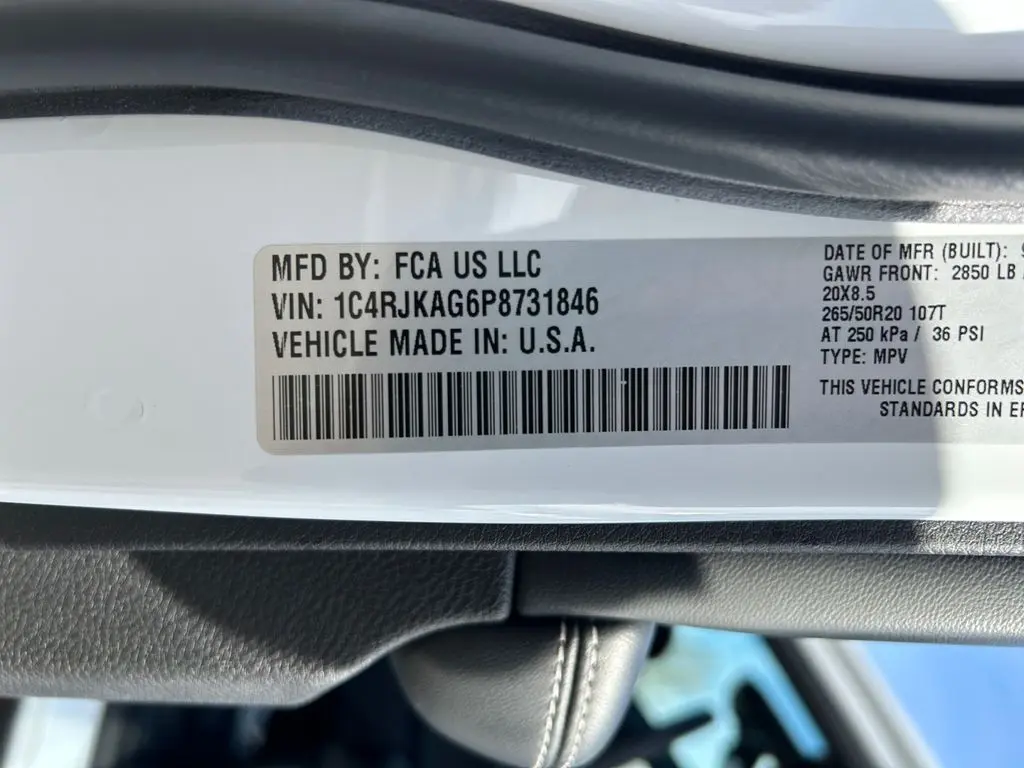 MFD BY: FCA US LLC
VIN: 1C4RJKAG6P8731846
VEHICLE MADE IN: U.S.A.
DATE OF MFR (BUILT):
GAWR FRONT: 2850 LB
20X8.5
265/50R20 107T
AT 250 kPa / 36 PSI
TYPE: MPV
THIS VEHICLE CONFORMS
STANDARDS IN